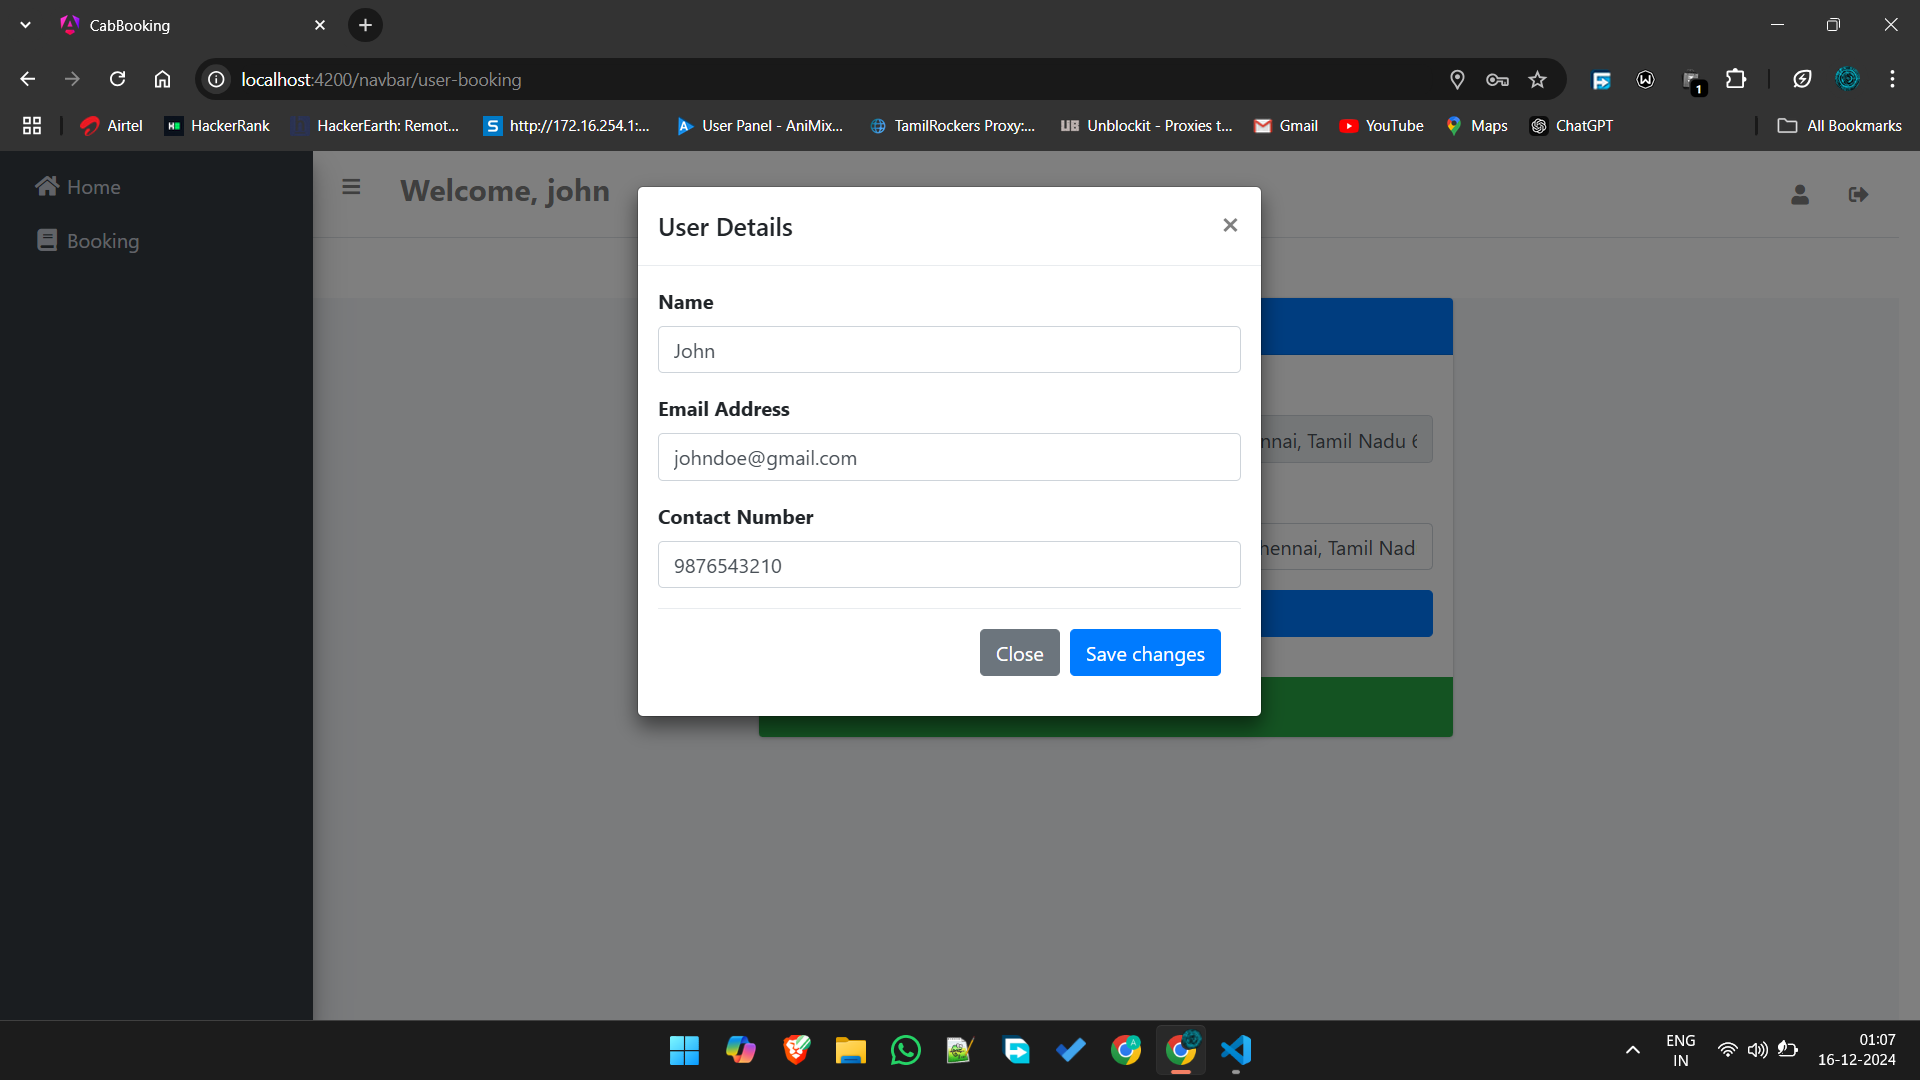 CabBooking
localhost:4200/navbar/user-booking
1
Airtel
HackerRank
HackerEarth: Remot...
S
http://172.16.254.1:...
User Panel - AniMix...
TamilRockers Proxy:...
UB
Unblockit - Proxies t...
Gmail
YouTube
Maps
ChatGPT
All Bookmarks
Home
Booking
Welcome, john
User Details
Name
John
Email Address
johndoe@gmail.com
Contact Number
9876543210
Close
Save changes
nnai, Tamil Nadu
hennai, Tamil Nad
ENG
IN
01:07
16-12-2024